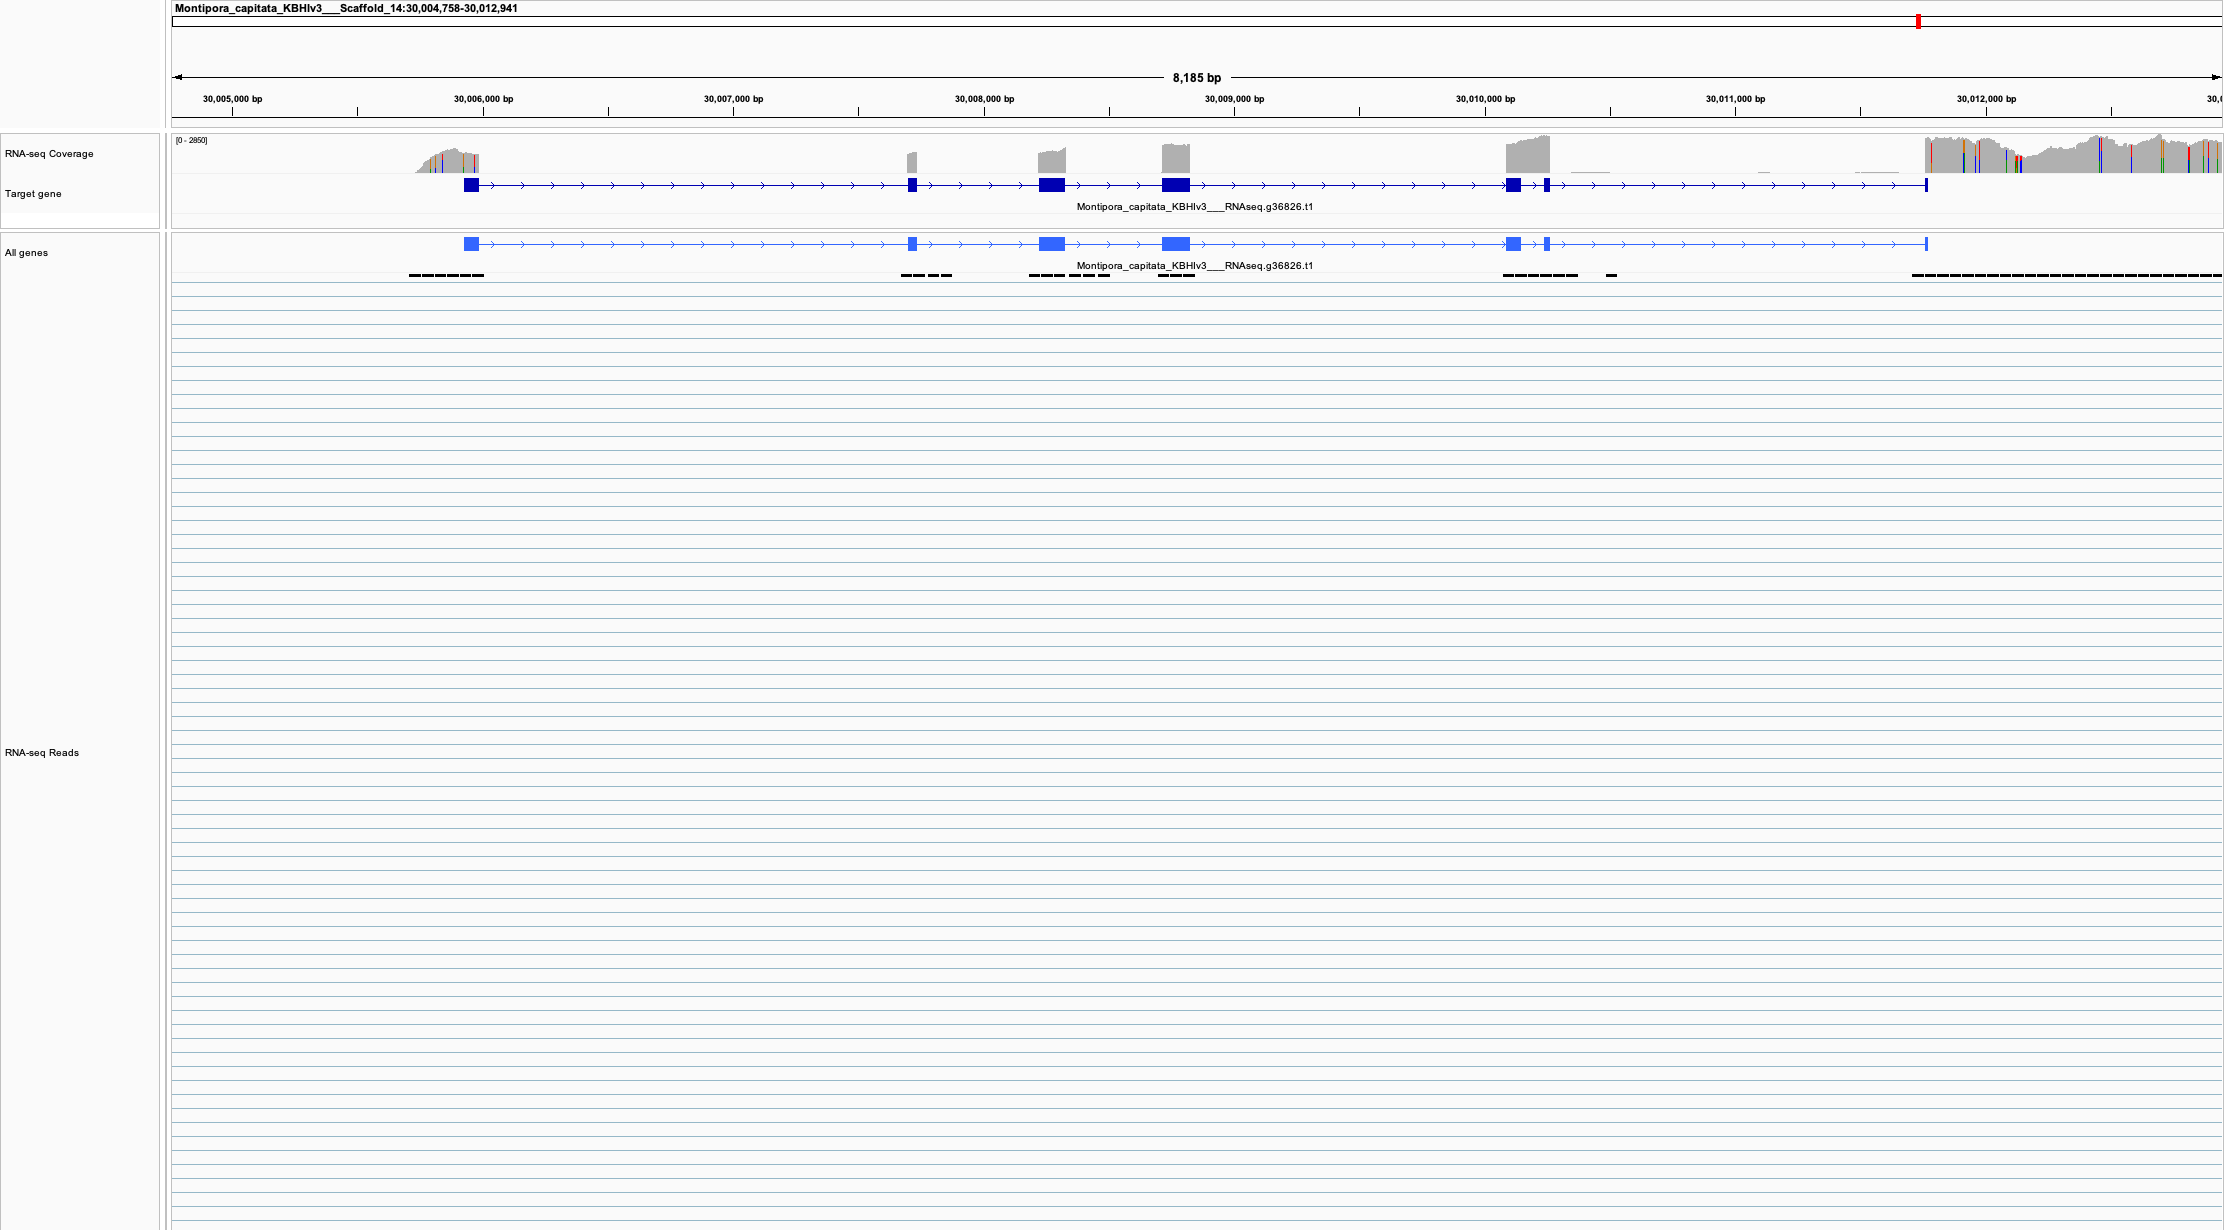 Montipora_capitata_KBHIv3___Scaffold_14:30,004,758-30,012,941
8,185 bp
30,005,000 bp 30,006,000 bp 30,007,000 bp 30,008,000 bp 30,009,000 bp 30,010,000 bp 30,011,000 bp 30,012,000 bp 30,0
[0 - 2850]
RNA-seq Coverage
Target gene
Montipora_capitata_KBHIv3___RNAseq.g36826.t1
All genes
Montipora_capitata_KBHIv3___RNAseq.g36826.t1
RNA-seq Reads